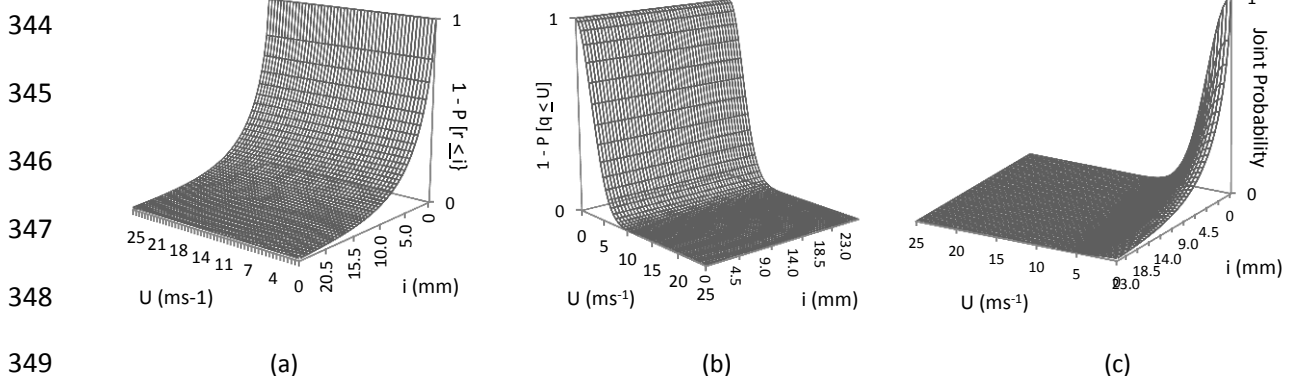 344
345
346
347
348
349
1
1 - P [r ≤ i}
0
25 21 18 14 11 7 4 0
U (ms-1)
20.5 15.5 10.0 5.0 0
i (mm)
(a)
1
1 - P [q ≤ U]
0
0 5 10 15 20 25
U (ms-1)
0 4.5 9.0 14.0 18.5 23.0
i (mm)
(b)
1
Joint Probability
0
25 20 15 10 5
U (ms-1)
23.0 18.5 14.0 9.0 4.5 0
i (mm)
(c)